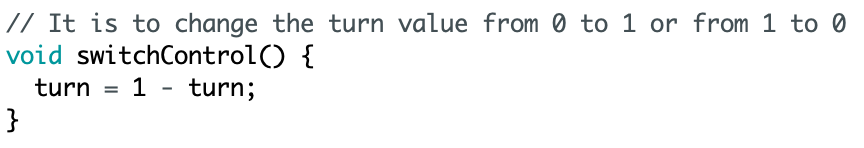 // It is to change the turn value from 0 to 1 or from 1 to 0
void switchControl() {
  turn = 1 - turn;
}